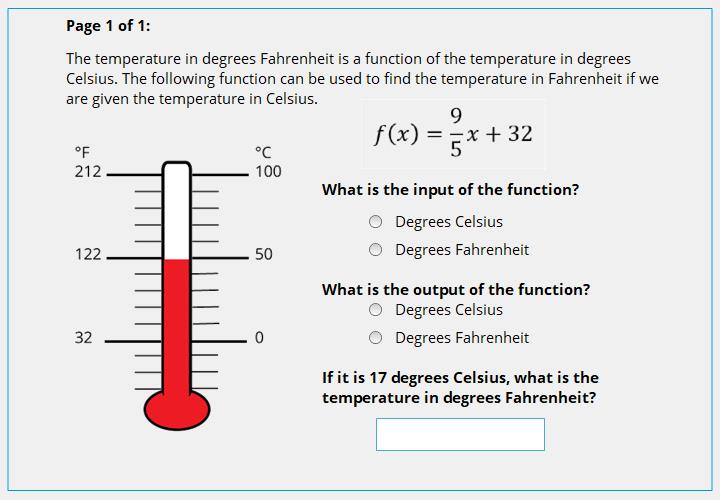 Page 1 of 1:
The temperature in degrees Fahrenheit is a function of the temperature in degrees
Celsius. The following function can be used to find the temperature in Fahrenheit if we
are given the temperature in Celsius.
f(x) = 9/5 x + 32
°F °C
212 100
122 50
32 0
What is the input of the function?
Degrees Celsius
Degrees Fahrenheit
What is the output of the function?
Degrees Celsius
Degrees Fahrenheit
If it is 17 degrees Celsius, what is the
temperature in degrees Fahrenheit?